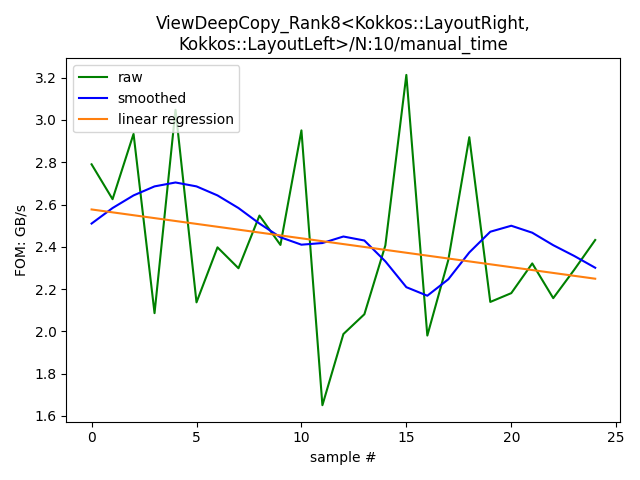 ViewDeepCopy_Rank8<Kokkos::LayoutRight,
Kokkos::LayoutLeft>/N:10/manual_time
raw
smoothed
linear regression
FOM: GB/s
3.2
3.0
2.8
2.6
2.4
2.2
2.0
1.8
1.6
0
5
10
15
20
25
sample #